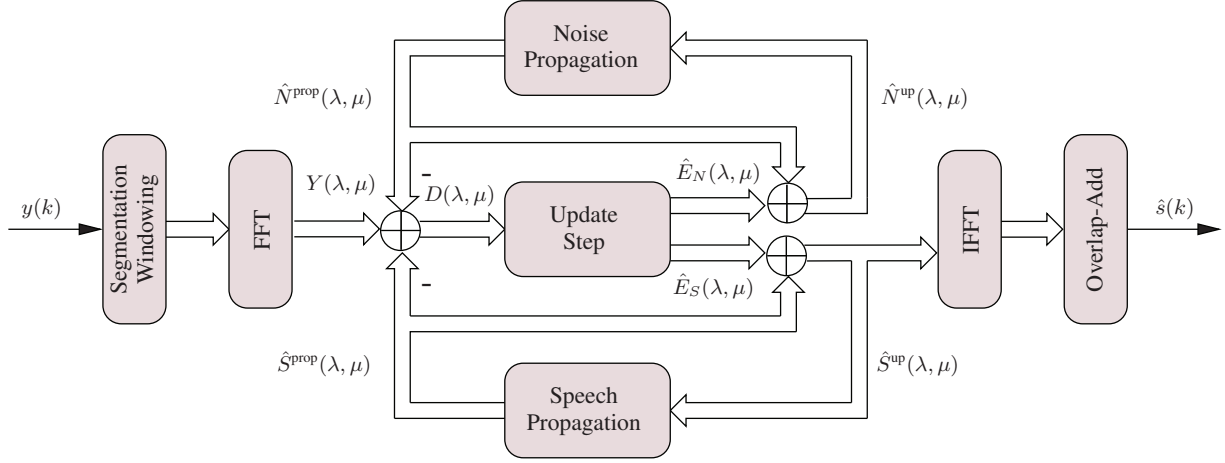 Noise
Propagation
N̂^prop(λ, μ)
N̂^up(λ, μ)
y(k)
Segmentation
Windowing
FFT
Y(λ, μ)
-
D(λ, μ)
Update
Step
Ê_N(λ, μ)
Ê_S(λ, μ)
-
IFFT
Overlap-Add
ŝ(k)
Ŝ^prop(λ, μ)
Ŝ^up(λ, μ)
Speech
Propagation